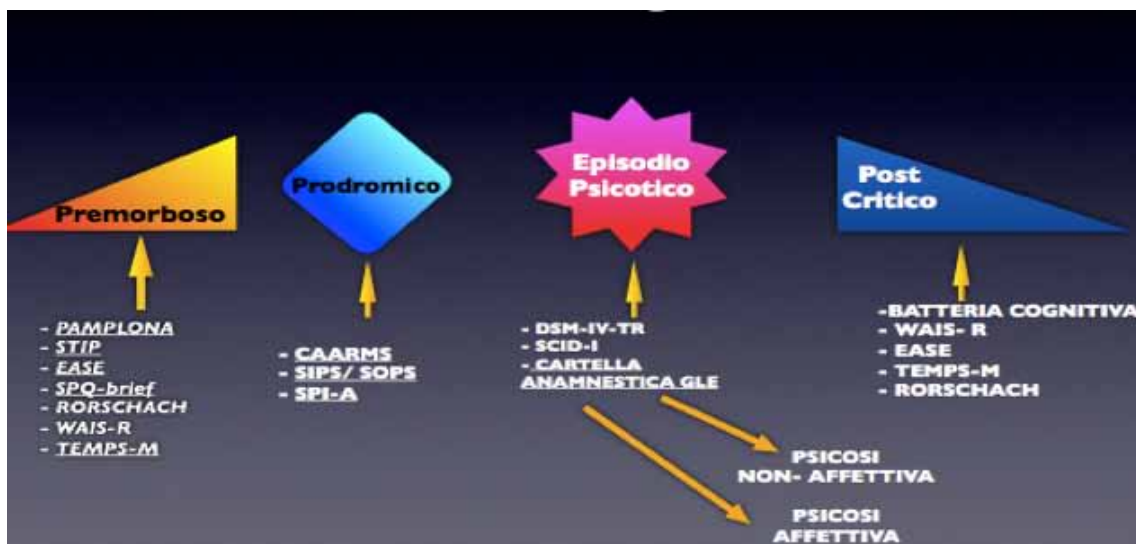 Premorboso
Prodromico
Episodio
Psicotico
Post
Critico
- PAMPLONA
- STIP
- EASE
- SPQ-brief
- RORSCHACH
- WAIS-R
- TEMPS-M
- CAARMS
- SIPS/ SOPS
- SPI-A
- DSM-IV-TR
- SCID-I
- CARTELLA
ANAMNESTICA GLE
-BATTERIA COGNITIVA
- WAIS- R
- EASE
- TEMPS-M
- RORSCHACH
PSICOSI
NON- AFFETTIVA
PSICOSI
AFFETTIVA